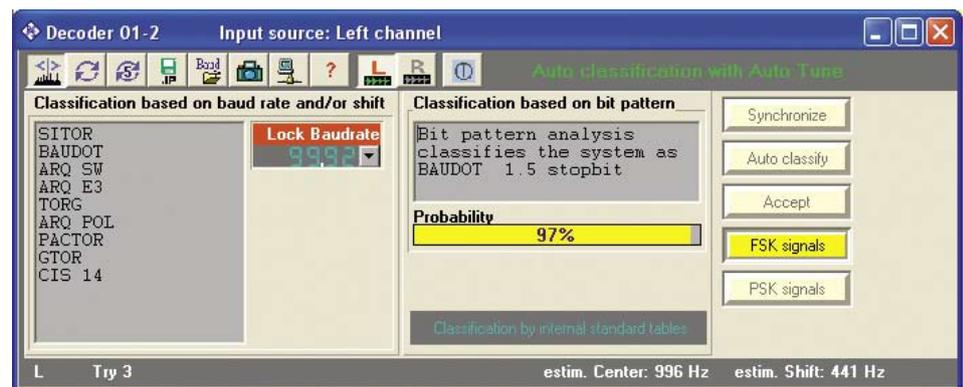 Decoder 01-2 Input source: Left channel
IP Baud ? L R
Auto classification with Auto Tune
Classification based on baud rate and/or shift
SITOR
BAUDOT
ARQ SW
ARQ E3
TORG
ARQ POL
PACTOR
GTOR
CIS 14
Lock Baudrate
99.92
Classification based on bit pattern
Bit pattern analysis
classifies the system as
BAUDOT 1.5 stopbit
Probability
97%
Classification by internal standard tables
Synchronize
Auto classify
Accept
FSK signals
PSK signals
L Try 3 estim. Center: 996 Hz estim. Shift: 441 Hz